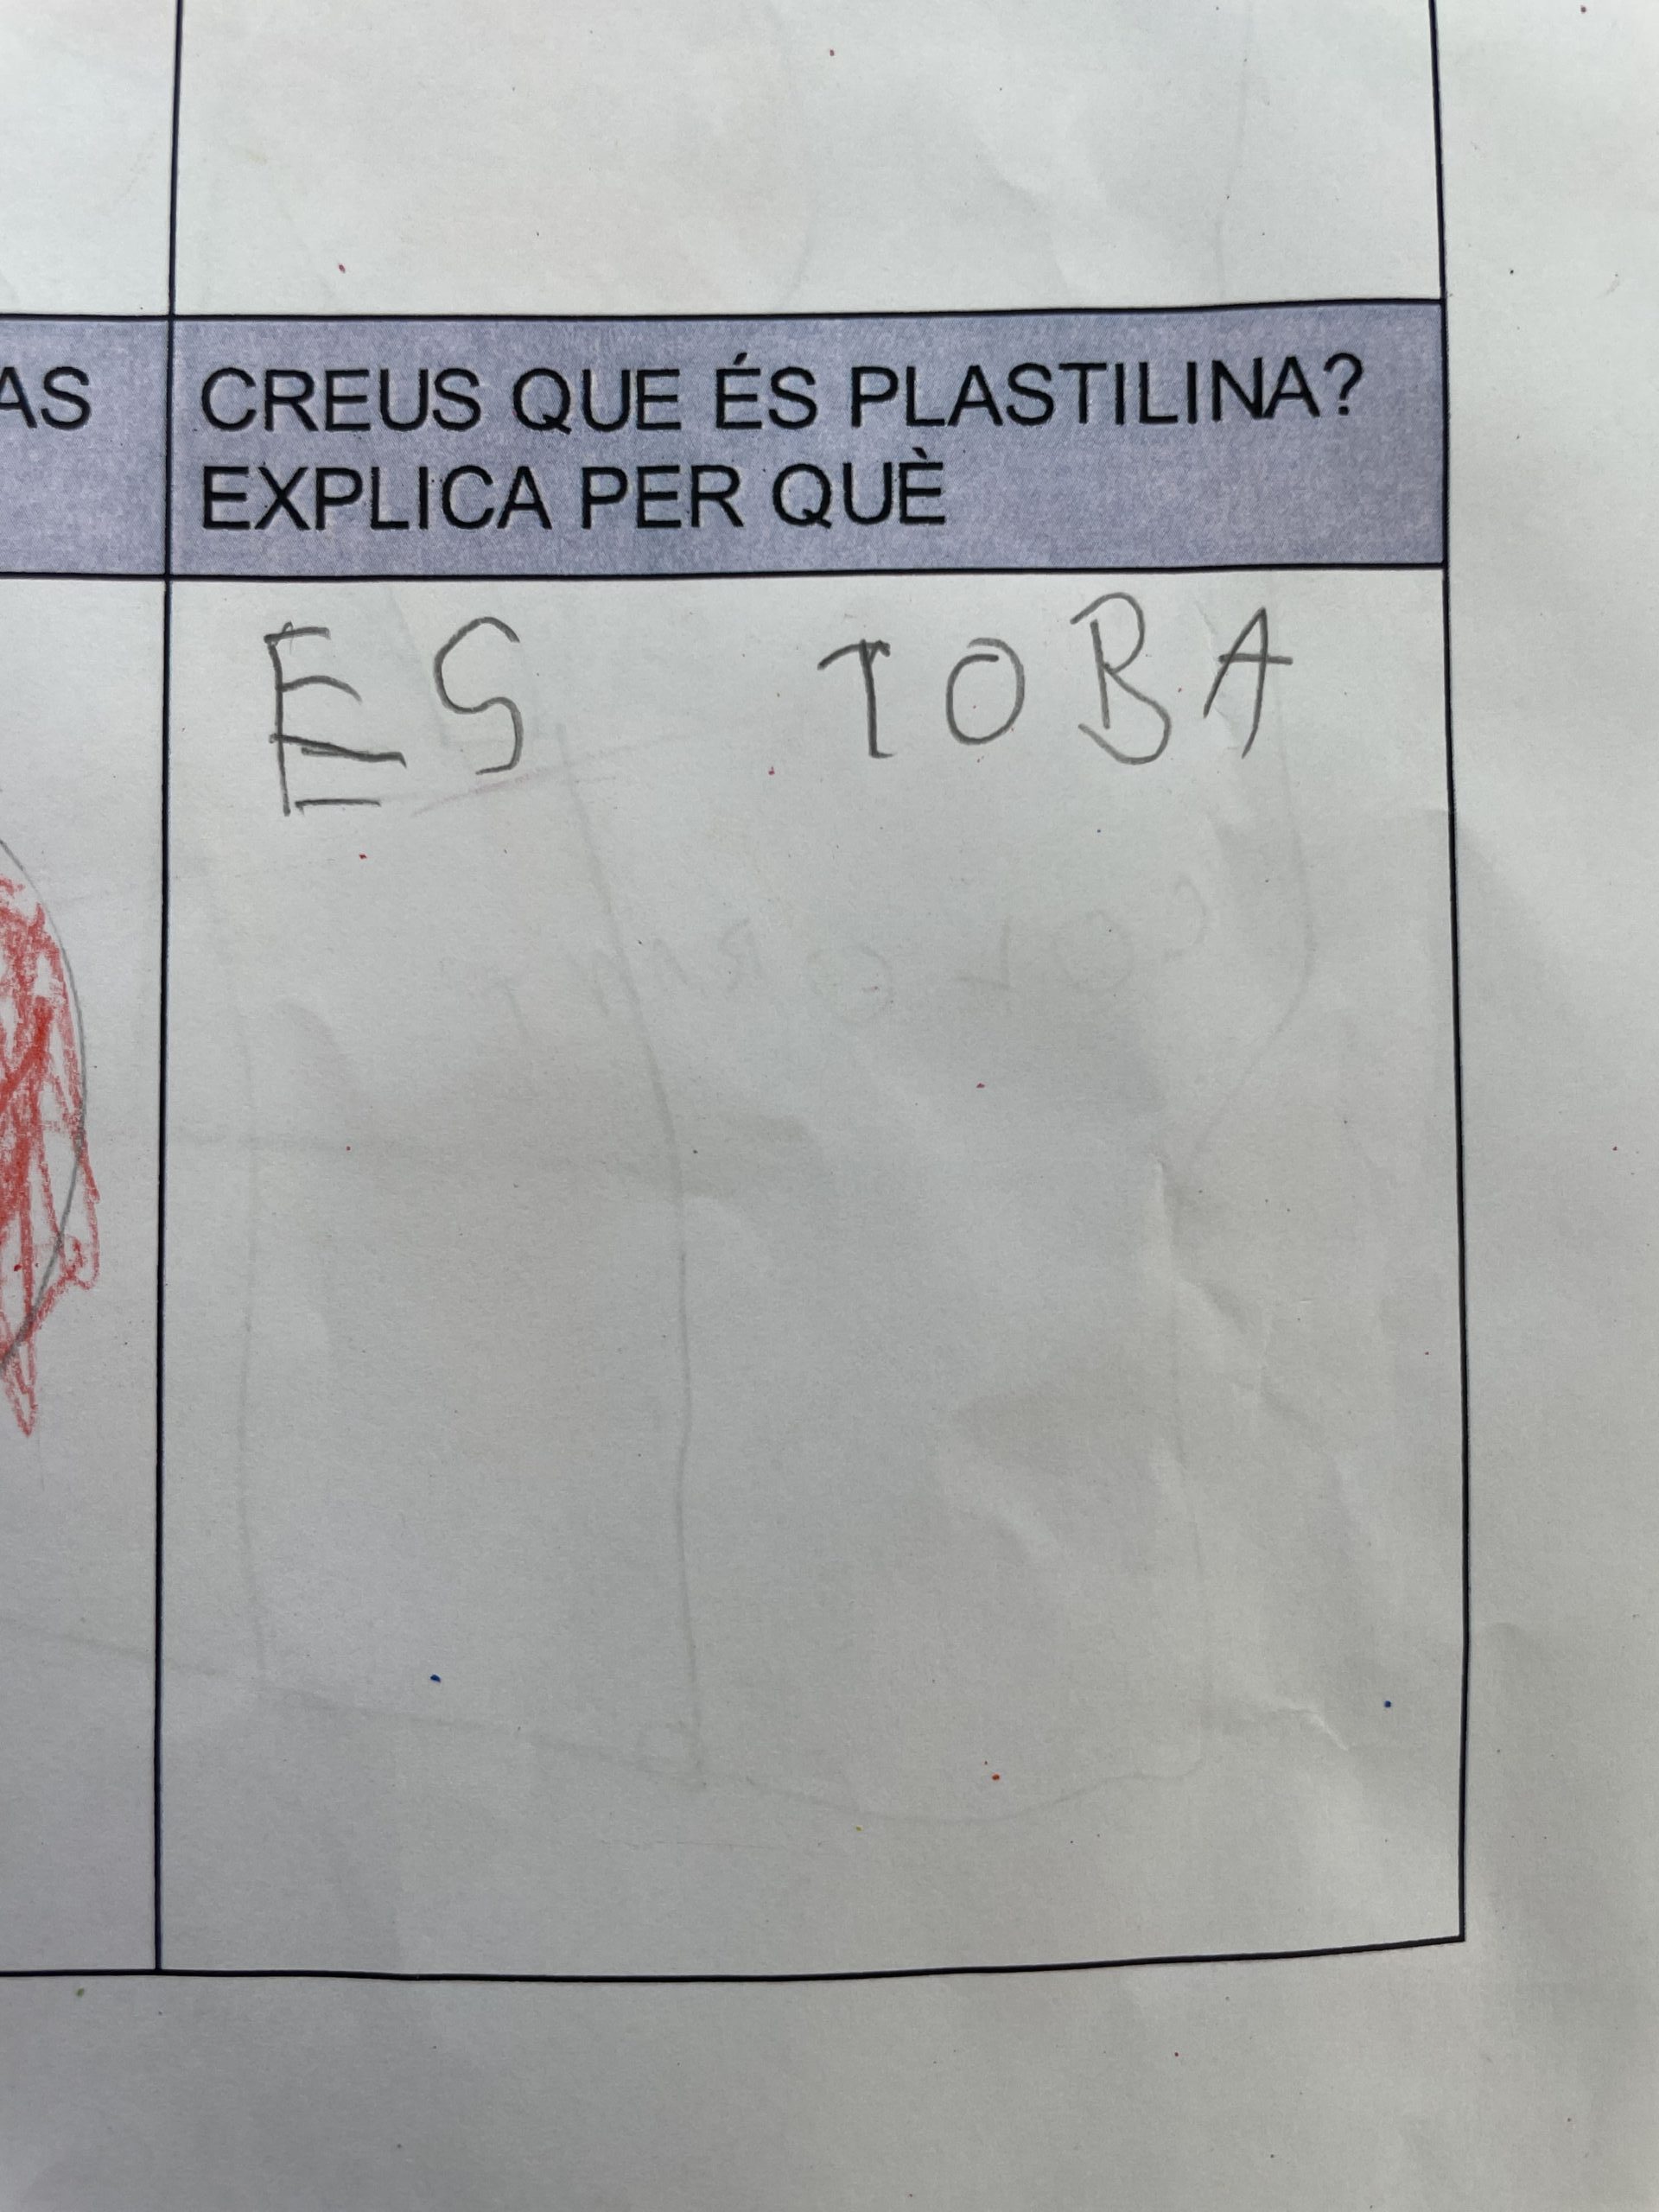 AS
CREUS QUE ÉS PLASTILINA?
EXPLICA PER QUÈ
ES TOBA